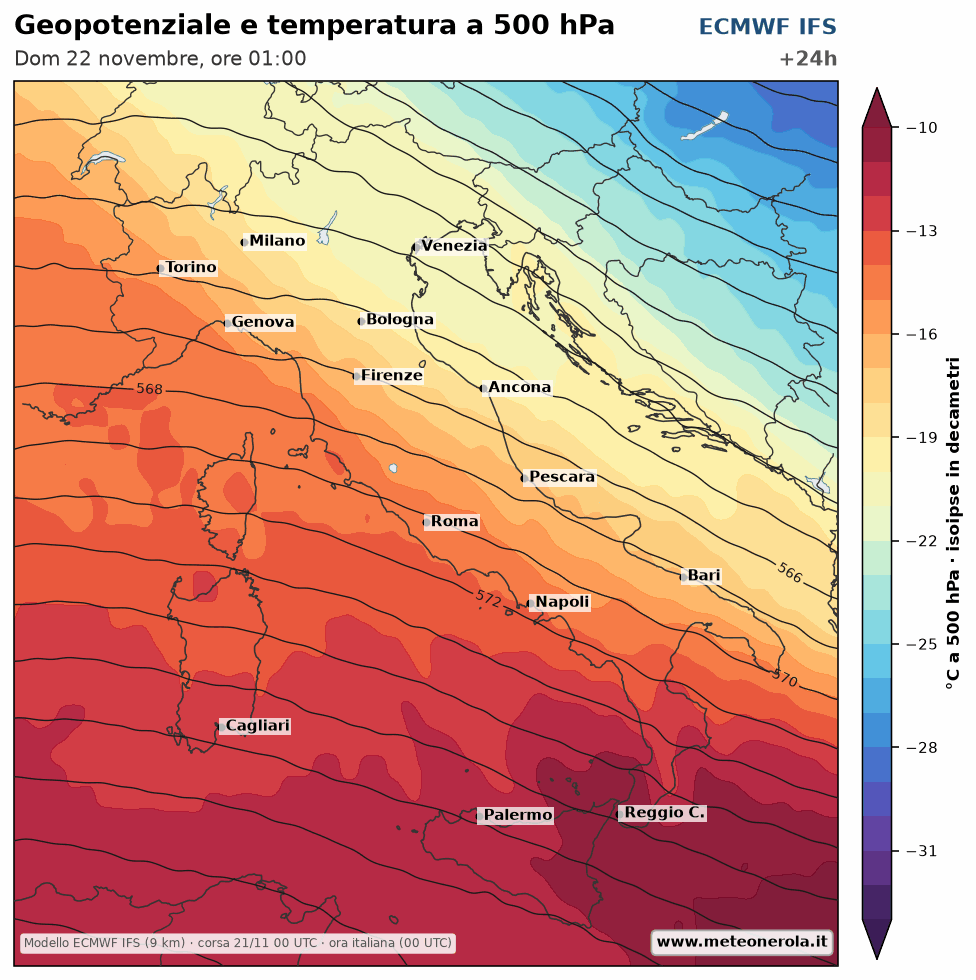 Geopotenziale e temperatura a 500 hPa
ECMWF IFS
Dom 22 novembre, ore 01:00
+24h
Milano
Venezia
Torino
Genova
Bologna
Firenze
Ancona
568
Pescara
Roma
566
Bari
572
Napoli
570
Cagliari
Palermo
Reggio C.
Modello ECMWF IFS (9 km) · corsa 21/11 00 UTC · ora italiana (00 UTC)
www.meteonerola.it
−10
−13
−16
−19
−22
−25
−28
−31
°C a 500 hPa · isoipse in decametri